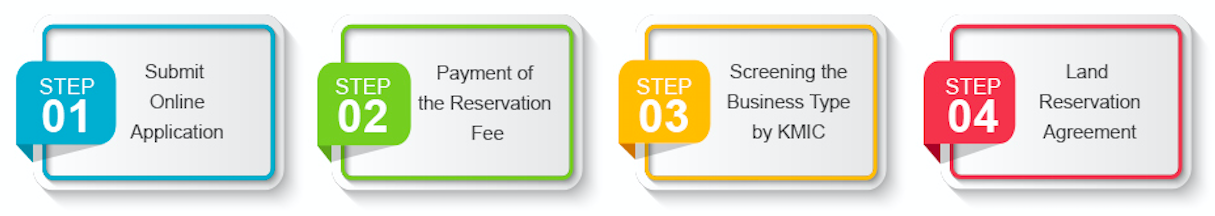 STEP
01
Submit
Online
Application
STEP
02
Payment of
the Reservation
Fee
STEP
03
Screening the
Business Type
by KMIC
STEP
04
Land
Reservation
Agreement